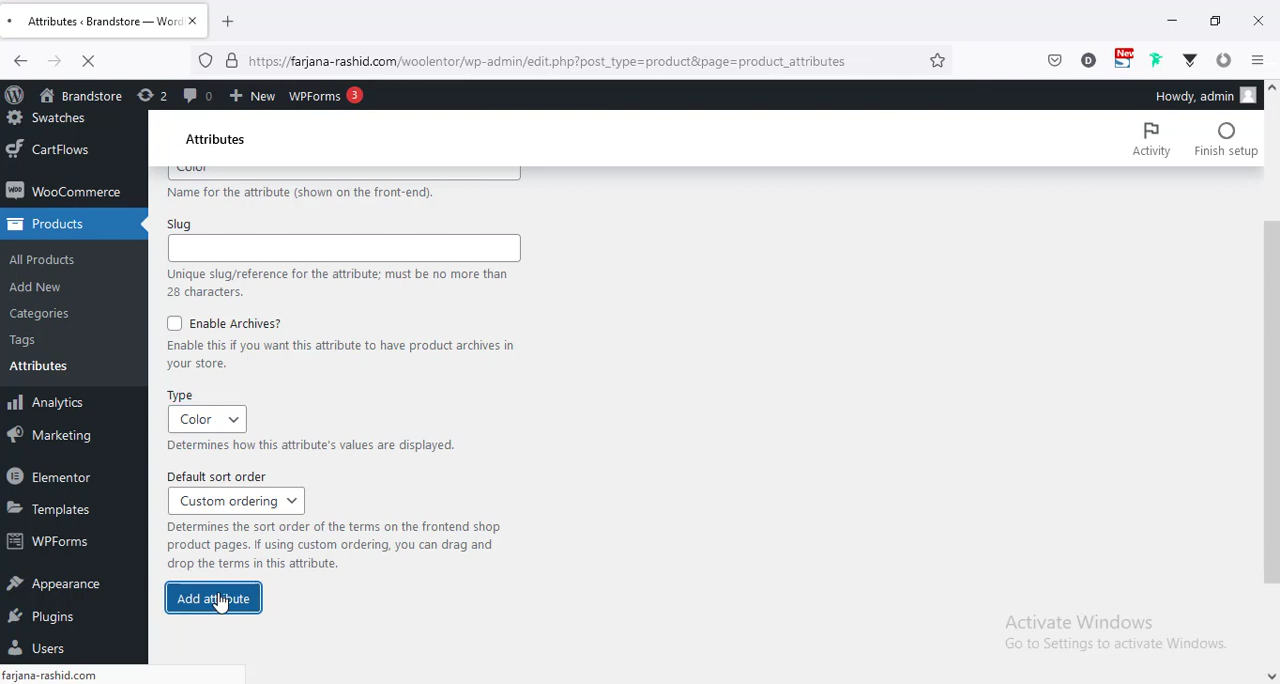 Attributes ‹ Brandstore — Word
https://farjana-rashid.com/woolentor/wp-admin/edit.php?post_type=product&page=product_attributes
New
Brandstore 2 0 New WPForms 3 Howdy, admin
Swatches
CartFlows
WooCommerce
Products
All Products
Add New
Categories
Tags
Attributes
Analytics
Marketing
Elementor
Templates
WPForms
Appearance
Plugins
Users
Attributes
Activity
Finish setup
Color
Name for the attribute (shown on the front-end).
Slug
Unique slug/reference for the attribute; must be no more than
28 characters.
Enable Archives?
Enable this if you want this attribute to have product archives in
your store.
Type
Color
Determines how this attribute's values are displayed.
Default sort order
Custom ordering
Determines the sort order of the terms on the frontend shop
product pages. If using custom ordering, you can drag and
drop the terms in this attribute.
Add attribute
Activate Windows
Go to Settings to activate Windows.
farjana-rashid.com